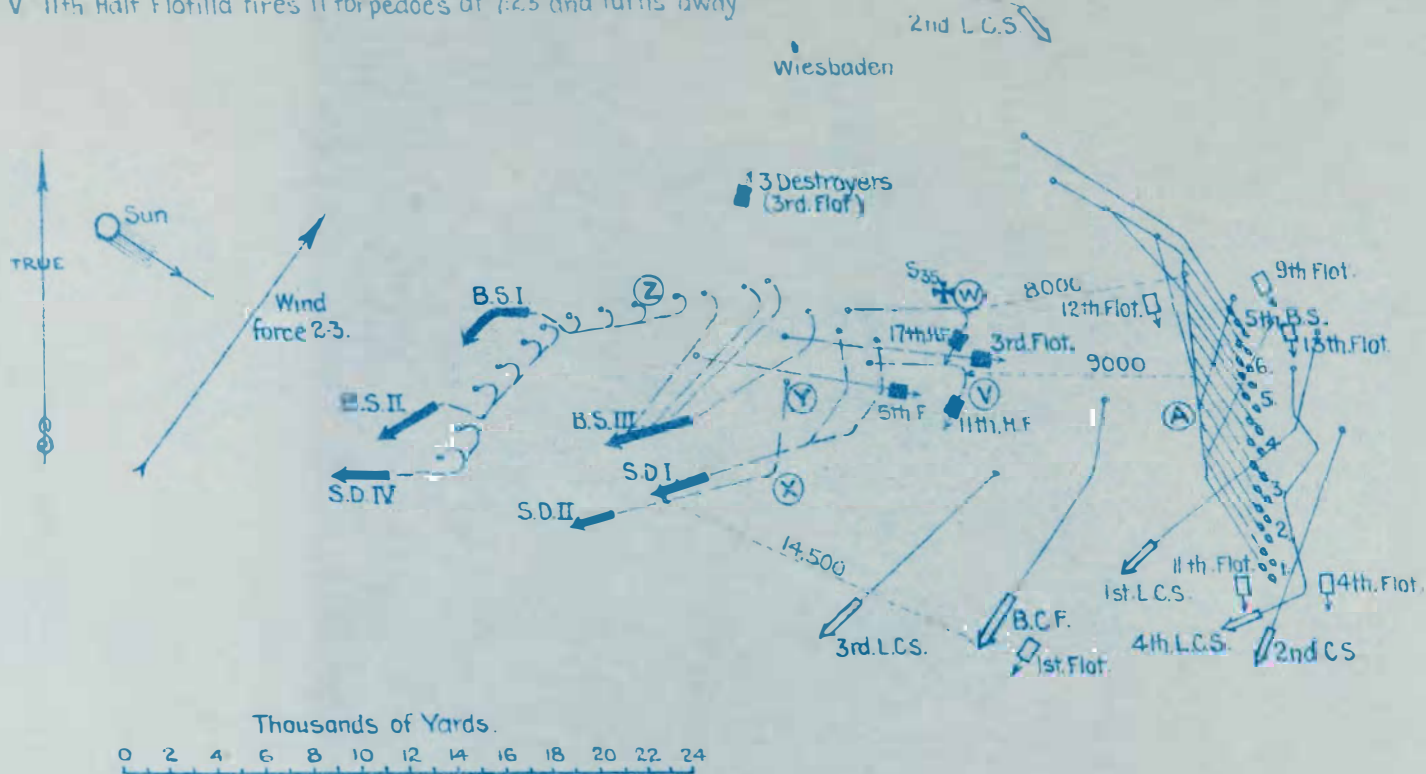 V 11th Half Flotilla fires 11 torpedoes at 7.23 and turns away
2nd L.C.S.
Wiesbaden
3 Destroyers
(3rd. Flot)
Sun
TRUE
Wind
force 2-3.
B.S.I
Z
S35
W
8000
9th Flot.
12th Flot.
5th B.S.
13th.Flot.
17th.H.F.
3rd.Flot.
9000
6.
5.
4
3.
2.
1.
B.S.II.
B.S.III
Y
5th F
V
11th.H.F
A
S.D.I.
S.D.IV
S.D.II
X
14.500
1st.L.C.S.
11th.Flot.
4th.Flot.
3rd.L.C.S.
B.C.F.
1st.Flot.
4th.L.C.S.
2nd CS
Thousands of Yards.
0 2 4 6 8 10 12 14 16 18 20 22 24